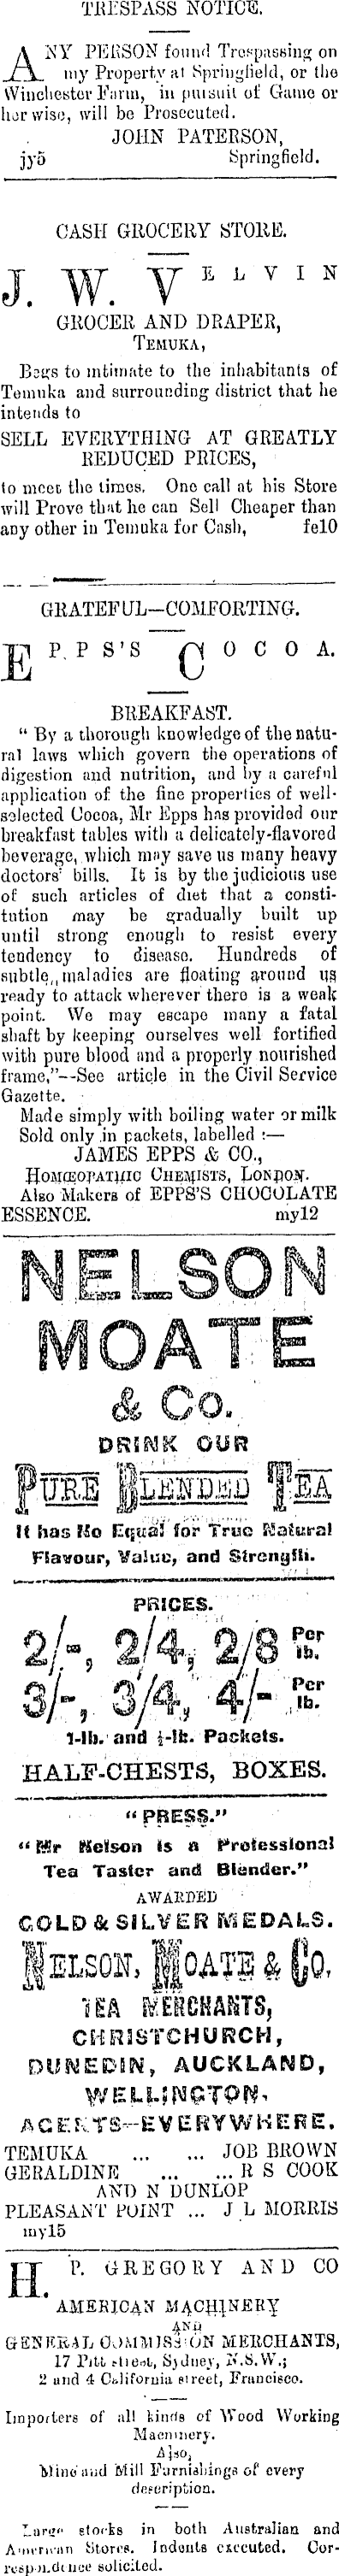 TRESPASS NOTICE.
ANY PERSON found Trespassing on
my Property at Springfield, or the
Winchester Farm, in pursuit of Game or
herwise, will be Prosecuted.
JOHN PATERSON,
jy5 Springfield.
CASH GROCERY STORE.
J. W. VELVIN
GROCER AND DRAPER,
TEMUKA,
Begs to intimate to the inhabitants of
Temuka and surrounding district that he
intends to
SELL EVERYTHING AT GREATLY
REDUCED PRICES,
to meet the times. One call at his Store
will Prove that he can Sell Cheaper than
any other in Temuka for Cash, fe10
GRATEFUL—COMFORTING.
EPPS'S COCOA.
BREAKFAST.
" By a thorough knowledge of the natu-
ral laws which govern the operations of
digestion and nutrition, and by a careful
application of the fine properties of well-
selected Cocoa, Mr Epps has provided our
breakfast tables with a delicately-flavored
beverage, which may save us many heavy
doctors' bills. It is by the judicious use
of such articles of diet that a consti-
tution may be gradually built up
until strong enough to resist every
tendency to disease. Hundreds of
subtle, maladies are floating around us
ready to attack wherever there is a weak
point. We may escape many a fatal
shaft by keeping ourselves well fortified
with pure blood and a properly nourished
frame."--See article in the Civil Service
Gazette.
Made simply with boiling water or milk
Sold only in packets, labelled :—
JAMES EPPS & CO.,
HOMŒOPATHIC CHEMISTS, LONDON.
Also Makers of EPPS'S CHOCOLATE
ESSENCE. my12
NELSON
MOATE
& Co.
DRINK OUR
PURE BLENDED TEA
It has No Equal for True Natural
Flavour, Value, and Strength.
PRICES.
2/-, 2/4, 2/8 Per lb.
3/-, 3/4, 4/- Per lb.
1-lb. and ½-lb. Packets.
HALF-CHESTS, BOXES.
"PRESS."
"Mr Nelson is a Professional
Tea Taster and Blender."
AWARDED
GOLD & SILVER MEDALS.
NELSON, MOATE & CO.
TEA MERCHANTS,
CHRISTCHURCH,
DUNEDIN, AUCKLAND,
WELLINGTON.
AGENTS--EVERYWHERE.
TEMUKA ... ... JOB BROWN
GERALDINE ... ... R S COOK
AND N DUNLOP
PLEASANT POINT ... J L MORRIS
my15
H. P. GREGORY AND CO
AMERICAN MACHINERY
AND
GENERAL COMMISSION MERCHANTS,
17 Pitt street, Sydney, N.S.W.;
2 and 4 California street, Francisco.
Importers of all kinds of Wood Working
Machinery.
Also,
Mine and Mill Furnishings of every
description.
Large stocks in both Australian and
American Stores. Indents executed. Cor-
respondence solicited.